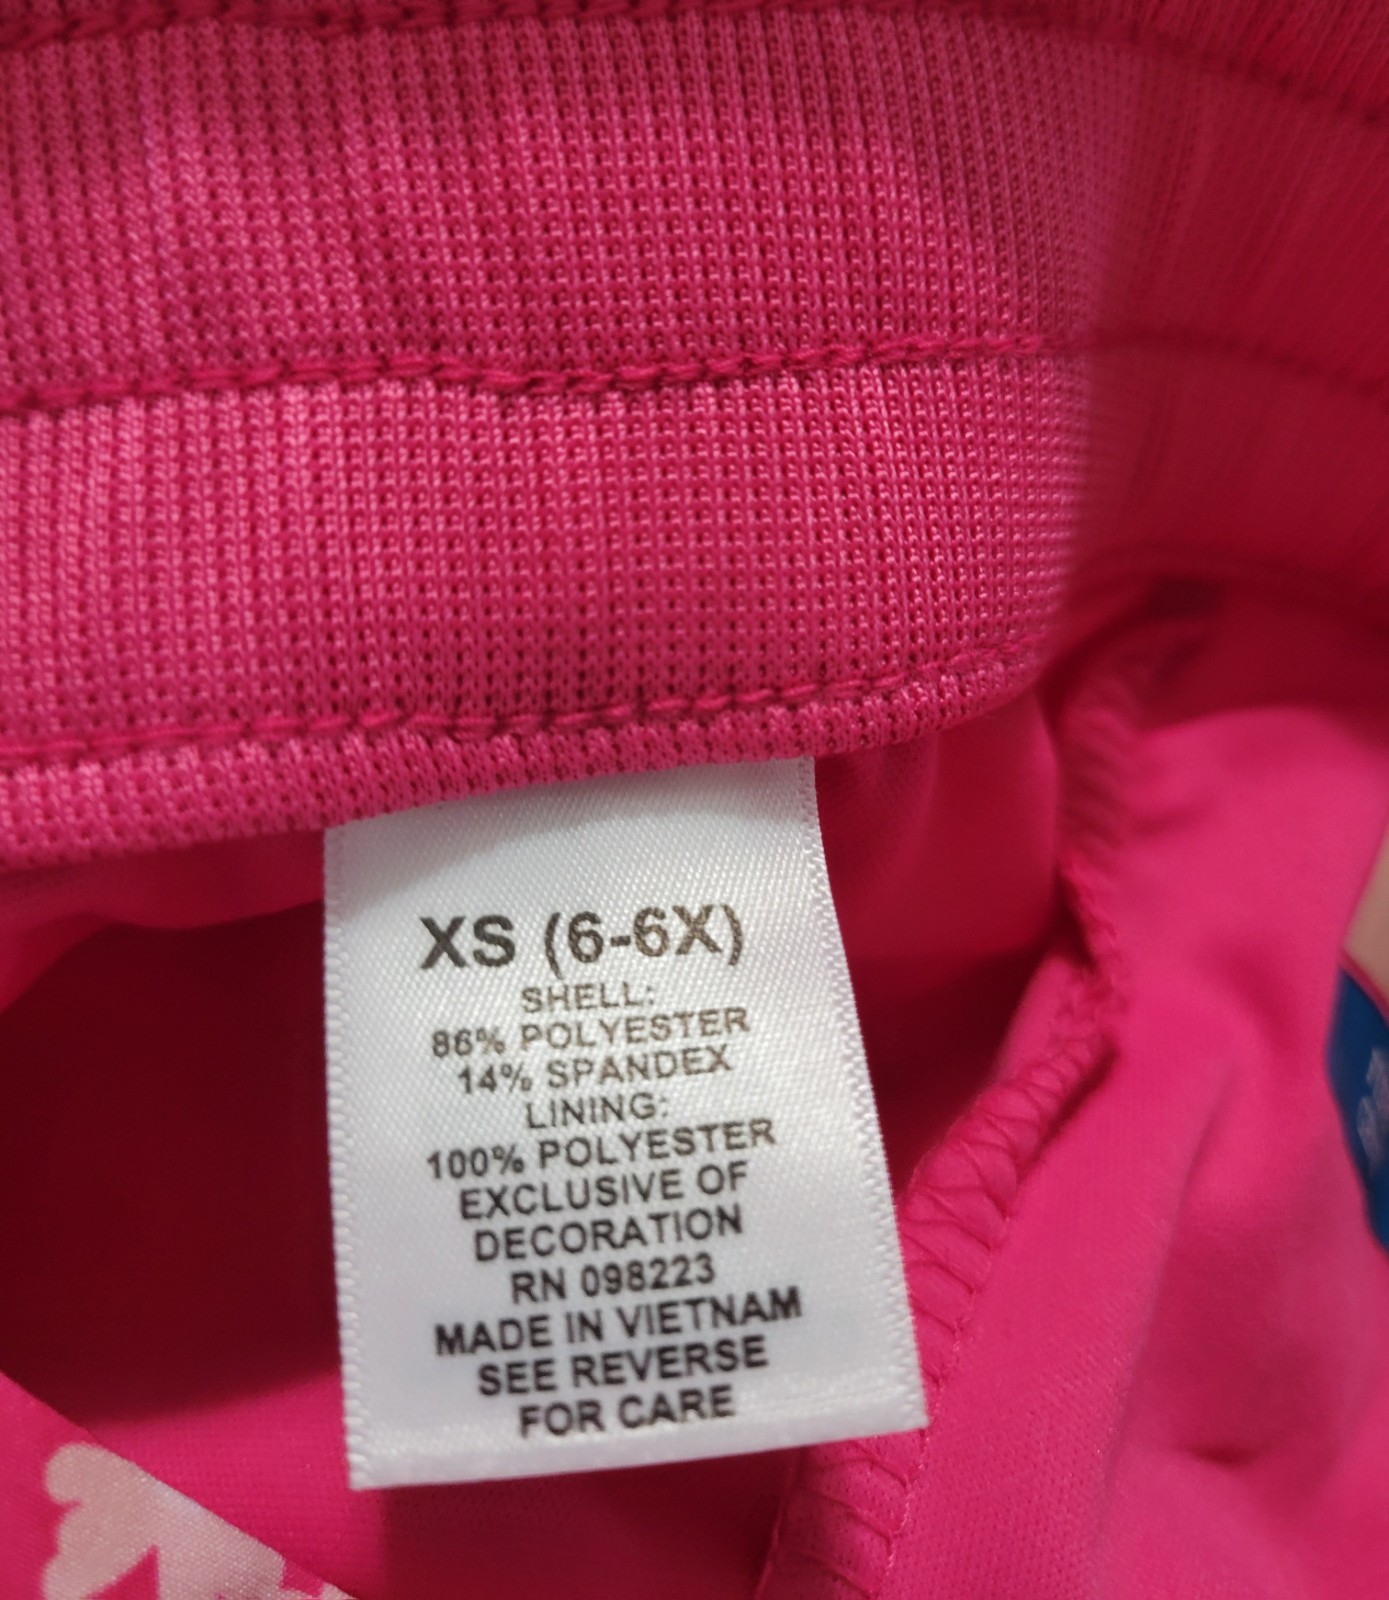 XS (6-6X)
SHELL:
86% POLYESTER
14% SPANDEX
LINING:
100% POLYESTER
EXCLUSIVE OF
DECORATION
RN 098223
MADE IN VIETNAM
SEE REVERSE
FOR CARE